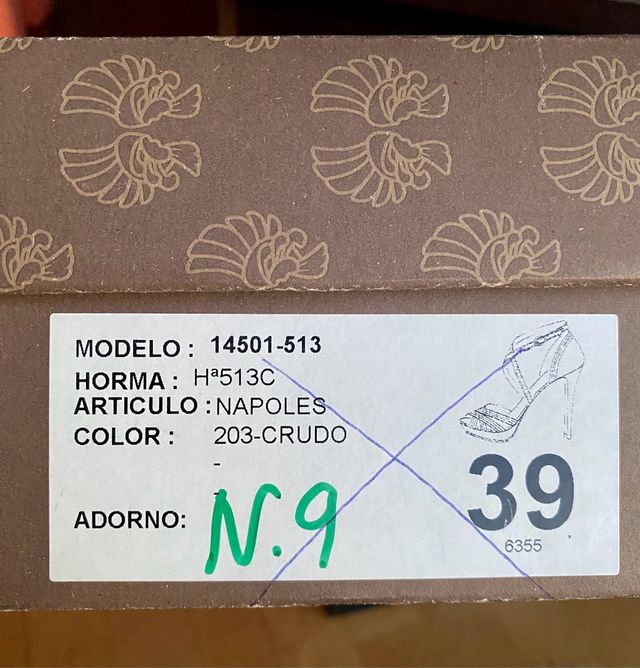 MODELO : 14501-513
HORMA : Hª513C
ARTICULO : NAPOLES
COLOR : 203-CRUDO
-
-
ADORNO: N.9
39
6355